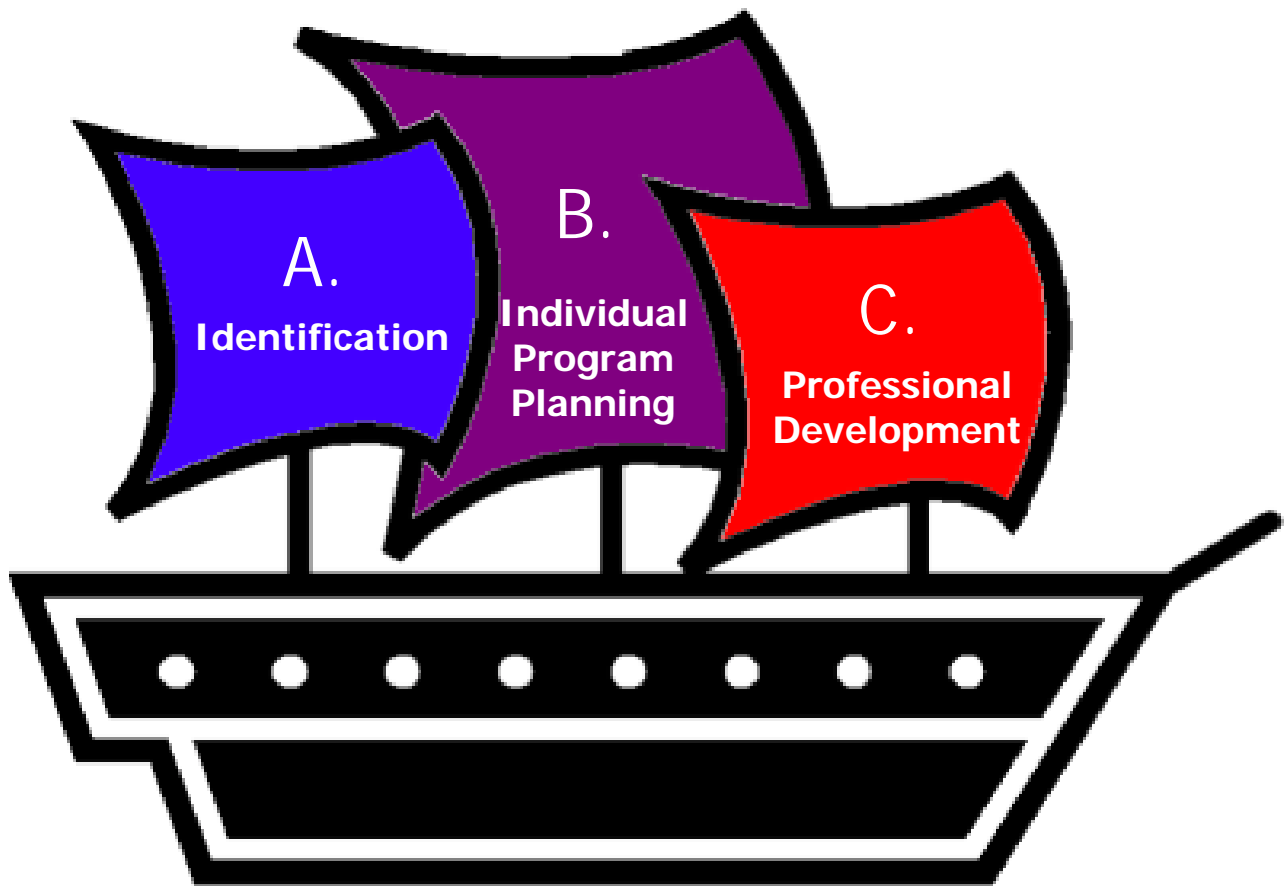 A.
Identification
B.
Individual
Program
Planning
C.
Professional
Development